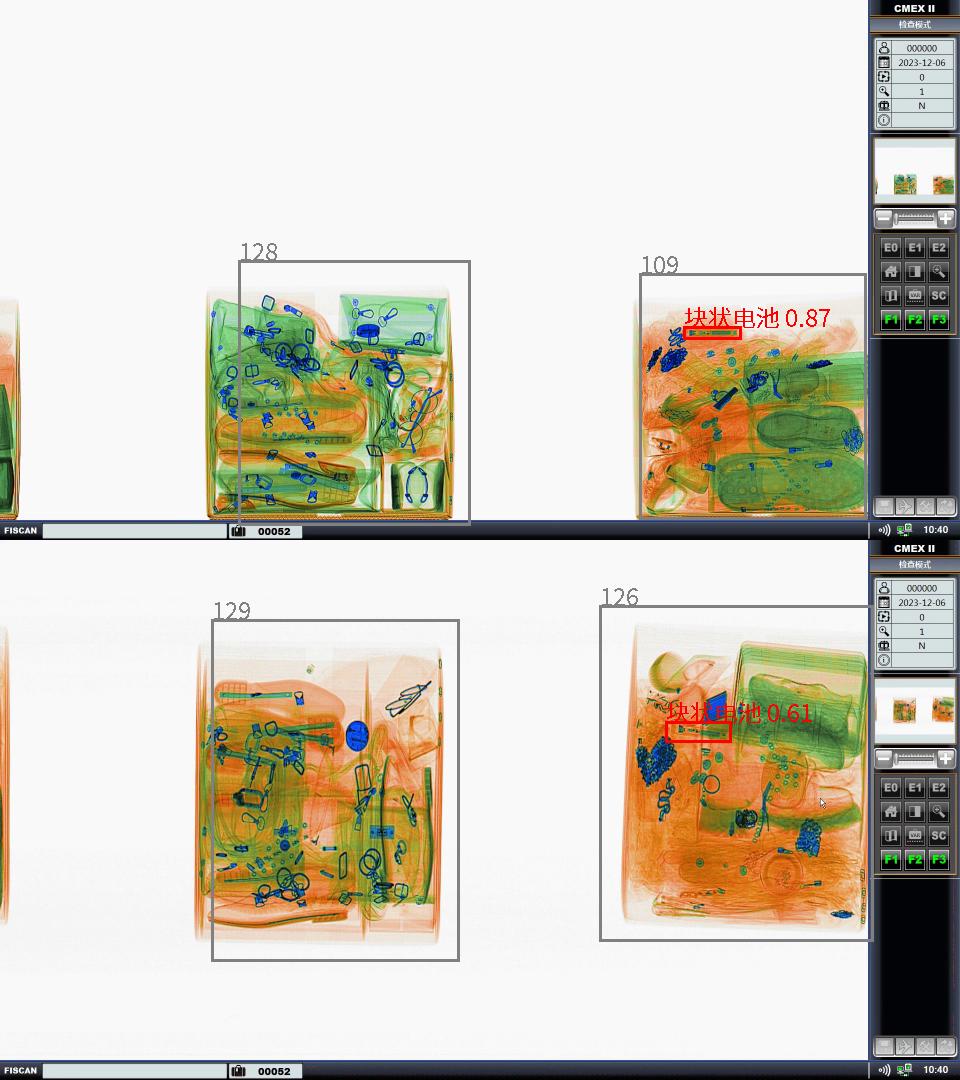 CMEX II
检查模式
000000
2023-12-06
0
1
N
128
109
块状电池 0.87
E0 E1 E2
VAR SC
F1 F2 F3
FISCAN
00052
10:40
CMEX II
检查模式
000000
2023-12-06
0
1
N
129
126
块状电池 0.61
E0 E1 E2
VAR SC
F1 F2 F3
FISCAN
00052
10:40